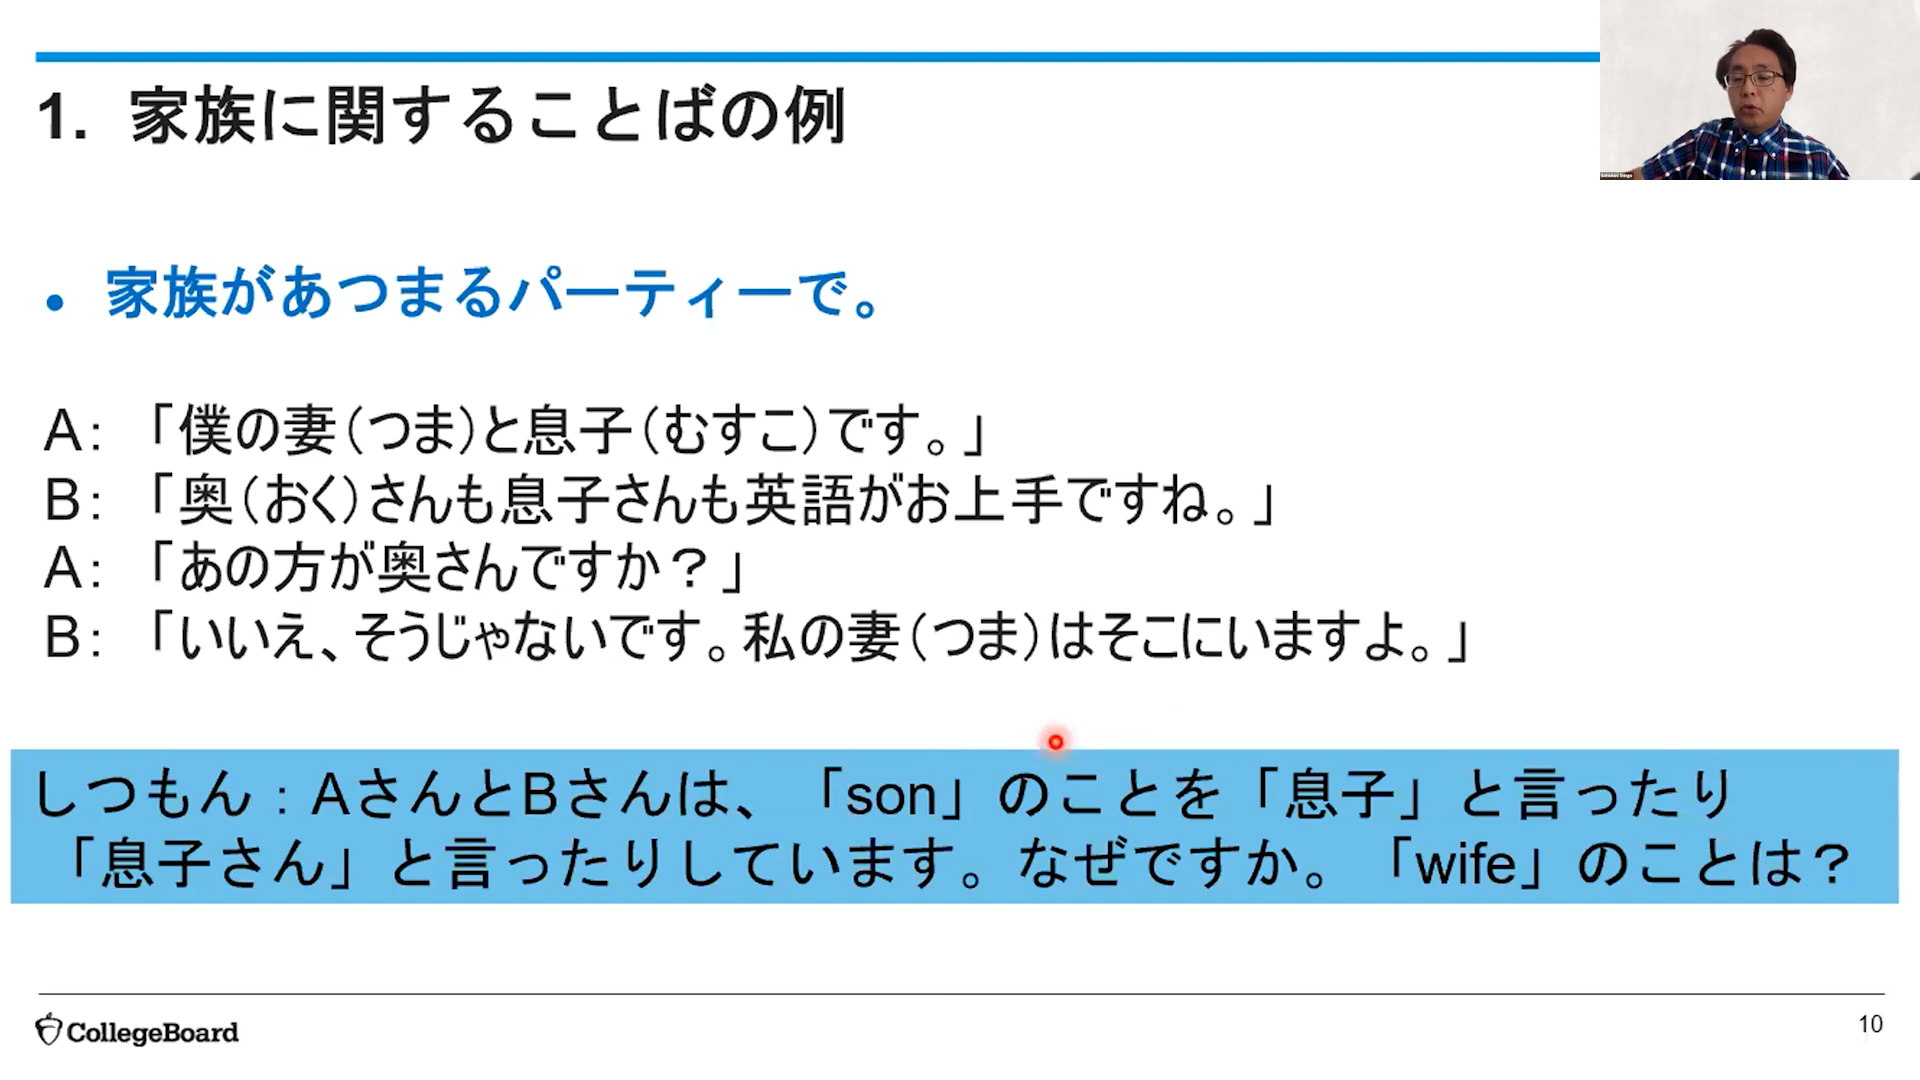 1. 家族に関することばの例
• 家族があつまるパーティーで。
A： 「僕の妻（つま）と息子（むすこ）です。」
B： 「奥（おく）さんも息子さんも英語がお上手ですね。」
A： 「あの方が奥さんですか？」
B： 「いいえ、そうじゃないです。私の妻（つま）はそこにいますよ。」
しつもん：AさんとBさんは、「son」のことを「息子」と言ったり
「息子さん」と言ったりしています。なぜですか。「wife」のことは？
CollegeBoard
10